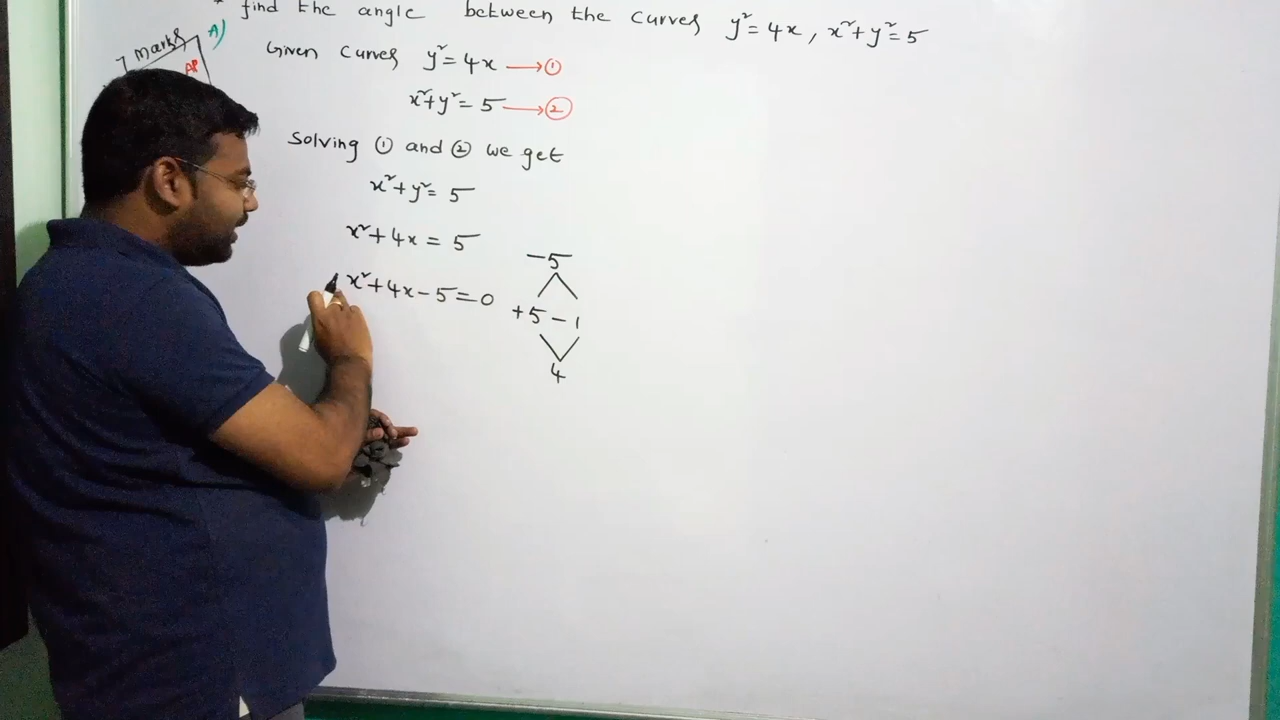 * find the angle between the curves y² = 4x, x² + y² = 5
7 marks
A)
AP
Given curves y² = 4x → ①
x² + y² = 5 → ②
Solving ① and ② we get
x² + y² = 5
x² + 4x = 5
x² + 4x - 5 = 0
-5
+5 -1
4